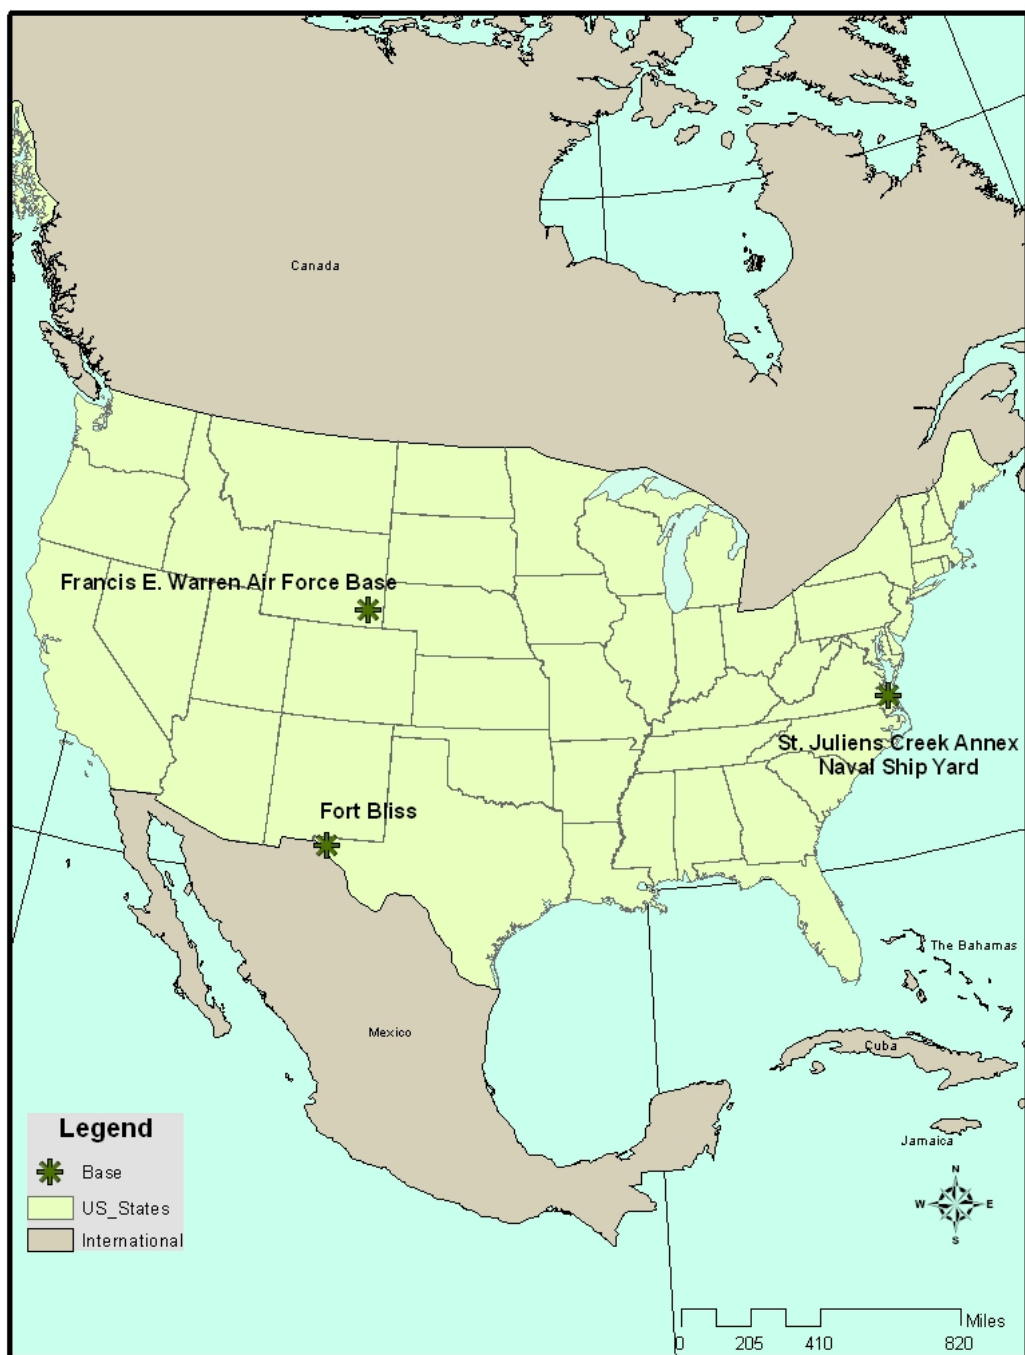 Canada
Francis E. Warren Air Force Base
St. Juliens Creek Annex
Naval Ship Yard
Fort Bliss
The Bahamas
Mexico
Cuba
Jamaica
Legend
Base
US_States
International
N
W E
S
Miles
0 205 410 820